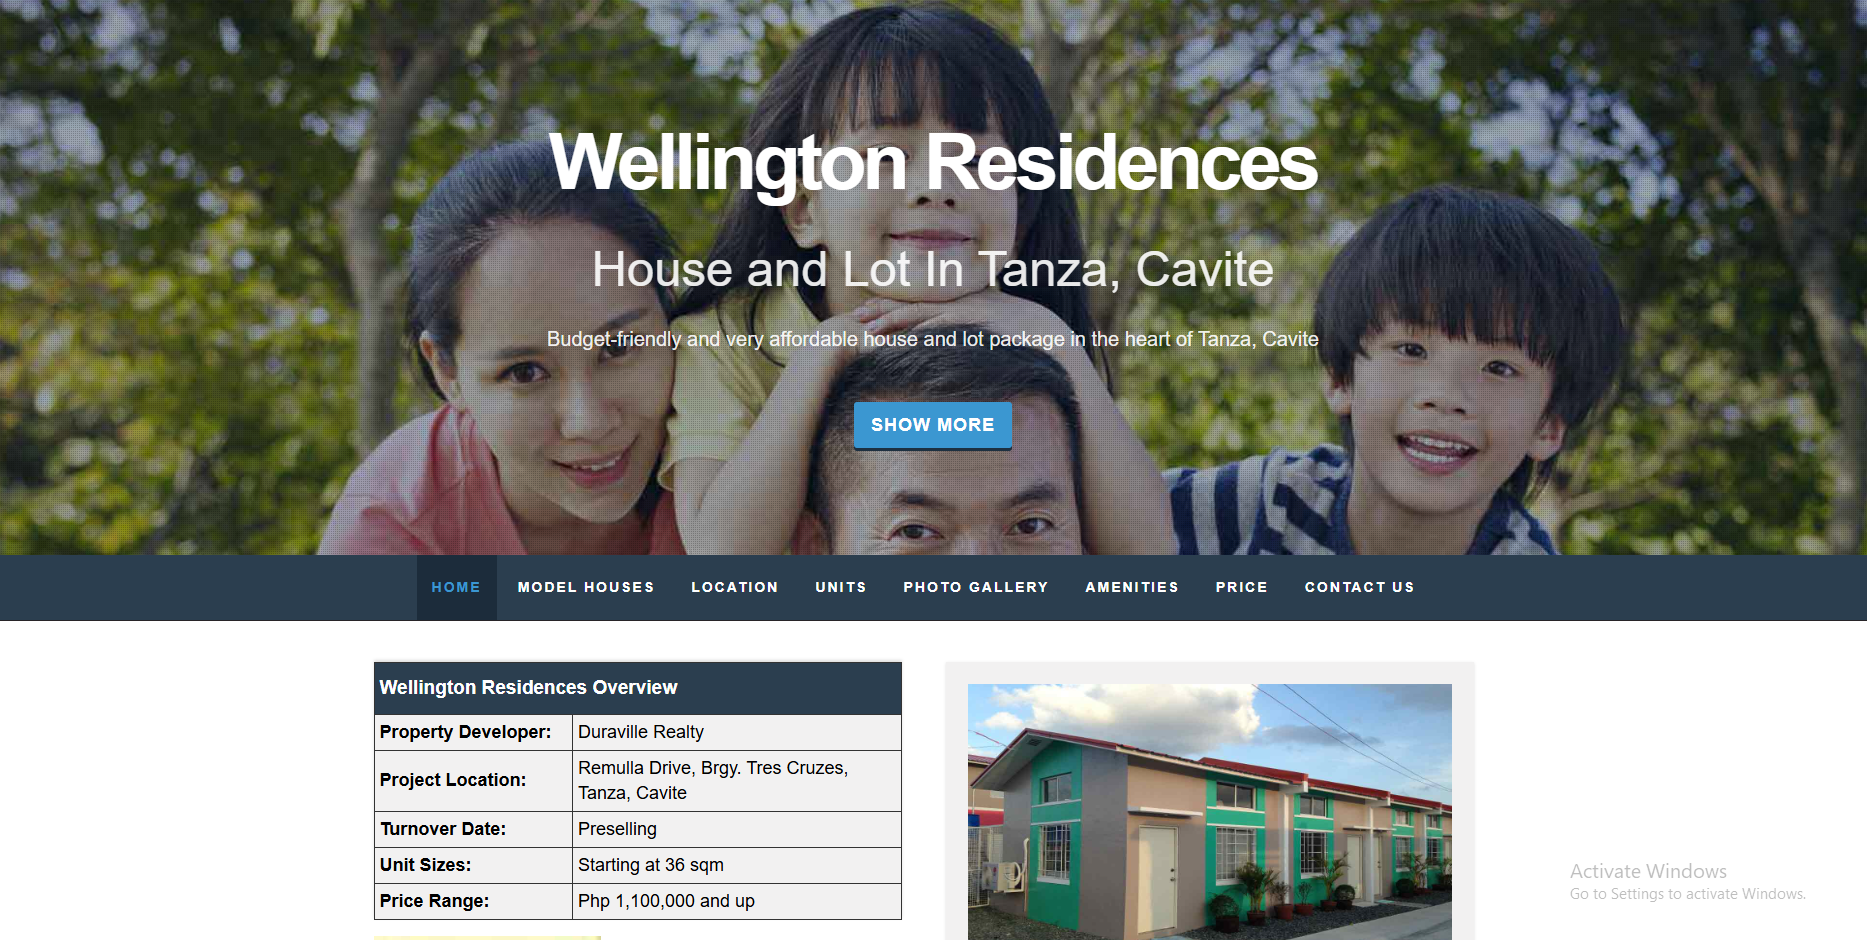 Wellington Residences
House and Lot In Tanza, Cavite
Budget-friendly and very affordable house and lot package in the heart of Tanza, Cavite
SHOW MORE
HOME MODEL HOUSES LOCATION UNITS PHOTO GALLERY AMENITIES PRICE CONTACT US
Wellington Residences Overview
Property Developer: Duraville Realty
Project Location: Remulla Drive, Brgy. Tres Cruzes,
Tanza, Cavite
Turnover Date: Preselling
Unit Sizes: Starting at 36 sqm
Price Range: Php 1,100,000 and up
Activate Windows
Go to Settings to activate Windows.